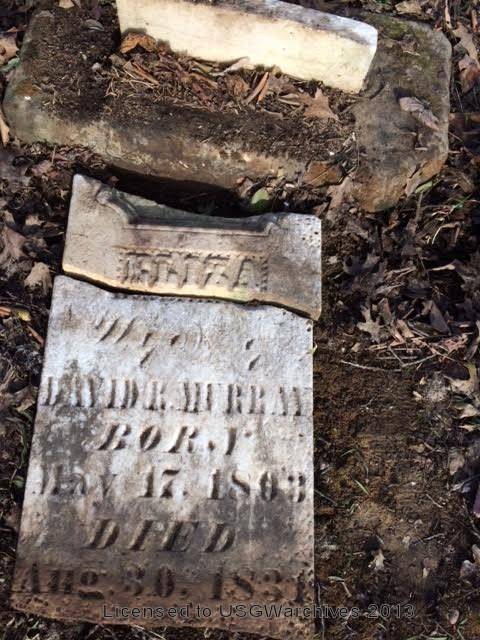 ELIZA
Wife of
DAVID R. MURRAY
BORN
May 17, 1803
DIED
Aug. 30, 1834
Licensed to USGWarchives 2013